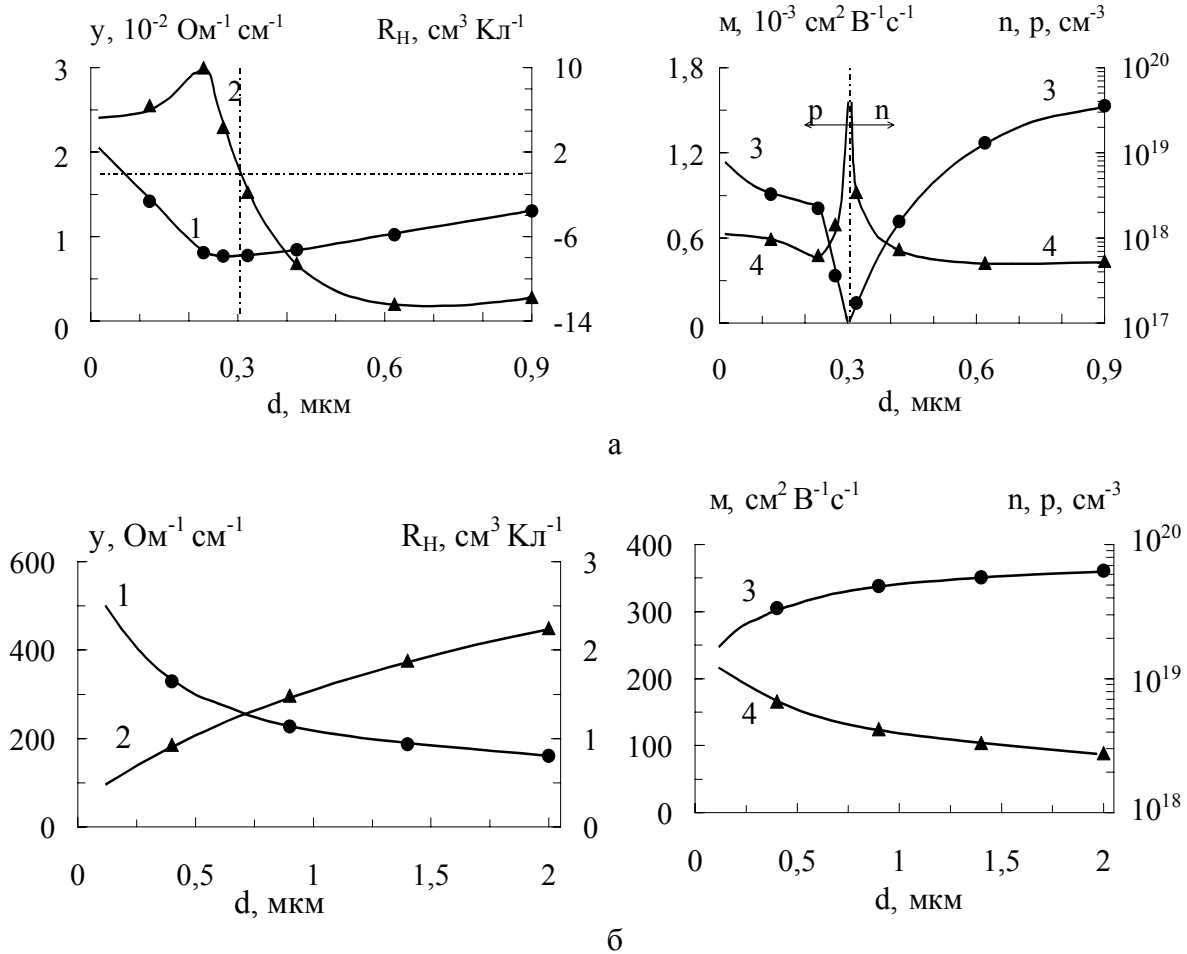 y, 10⁻² Ом⁻¹ см⁻¹ R_H, см³ Кл⁻¹
3 10
2
2 2
1
1 -6
0 -14
0 0,3 0,6 0,9
d, мкм
м, 10⁻³ см² В⁻¹с⁻¹ n, p, см⁻³
1,8 10²⁰
3
p n
1,2 3 10¹⁹
0,6 4 4 10¹⁸
0 10¹⁷
0 0,3 0,6 0,9
d, мкм
а
y, Ом⁻¹ см⁻¹ R_H, см³ Кл⁻¹
600 3
1
400 2
200 2 1
0 0
0 0,5 1 1,5 2
d, мкм
м, см² В⁻¹с⁻¹ n, p, см⁻³
400 10²⁰
3
300
200 10¹⁹
4
100
0 10¹⁸
0 0,5 1 1,5 2
d, мкм
б